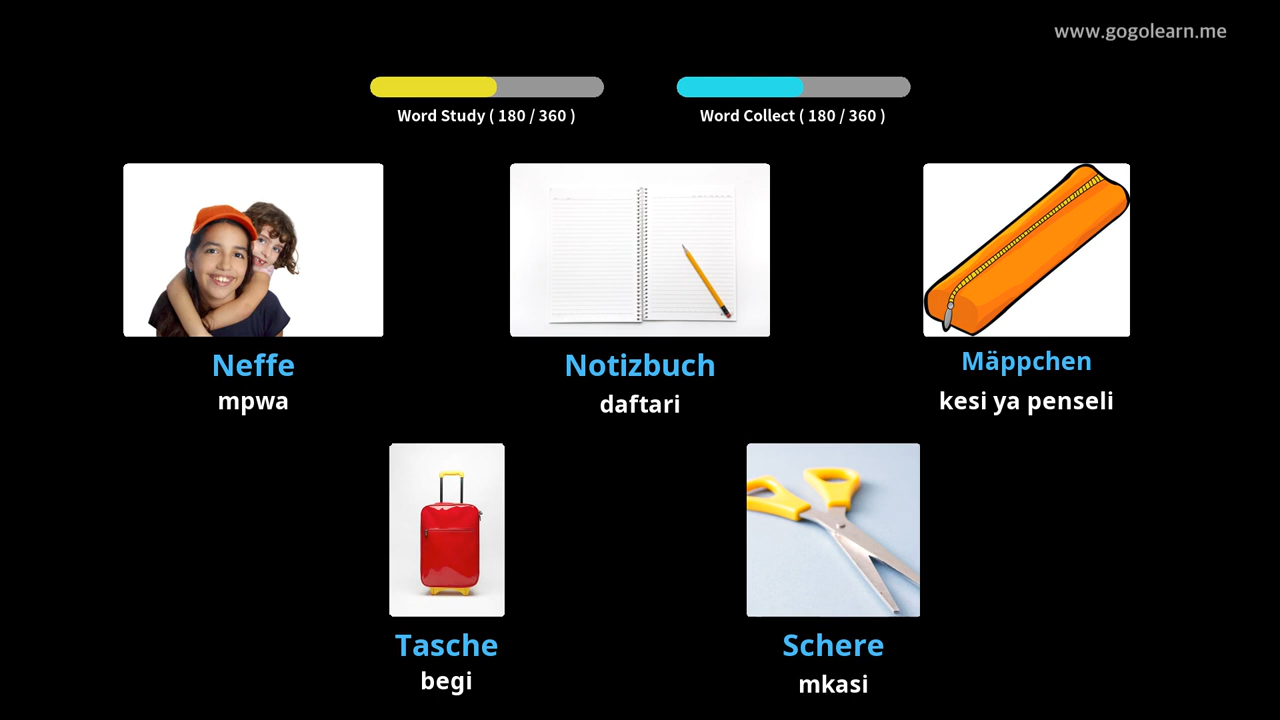 www.gogolearn.me
Word Study ( 180 / 360 )
Word Collect ( 180 / 360 )
Neffe
mpwa
Notizbuch
daftari
Mäppchen
kesi ya penseli
Tasche
begi
Schere
mkasi